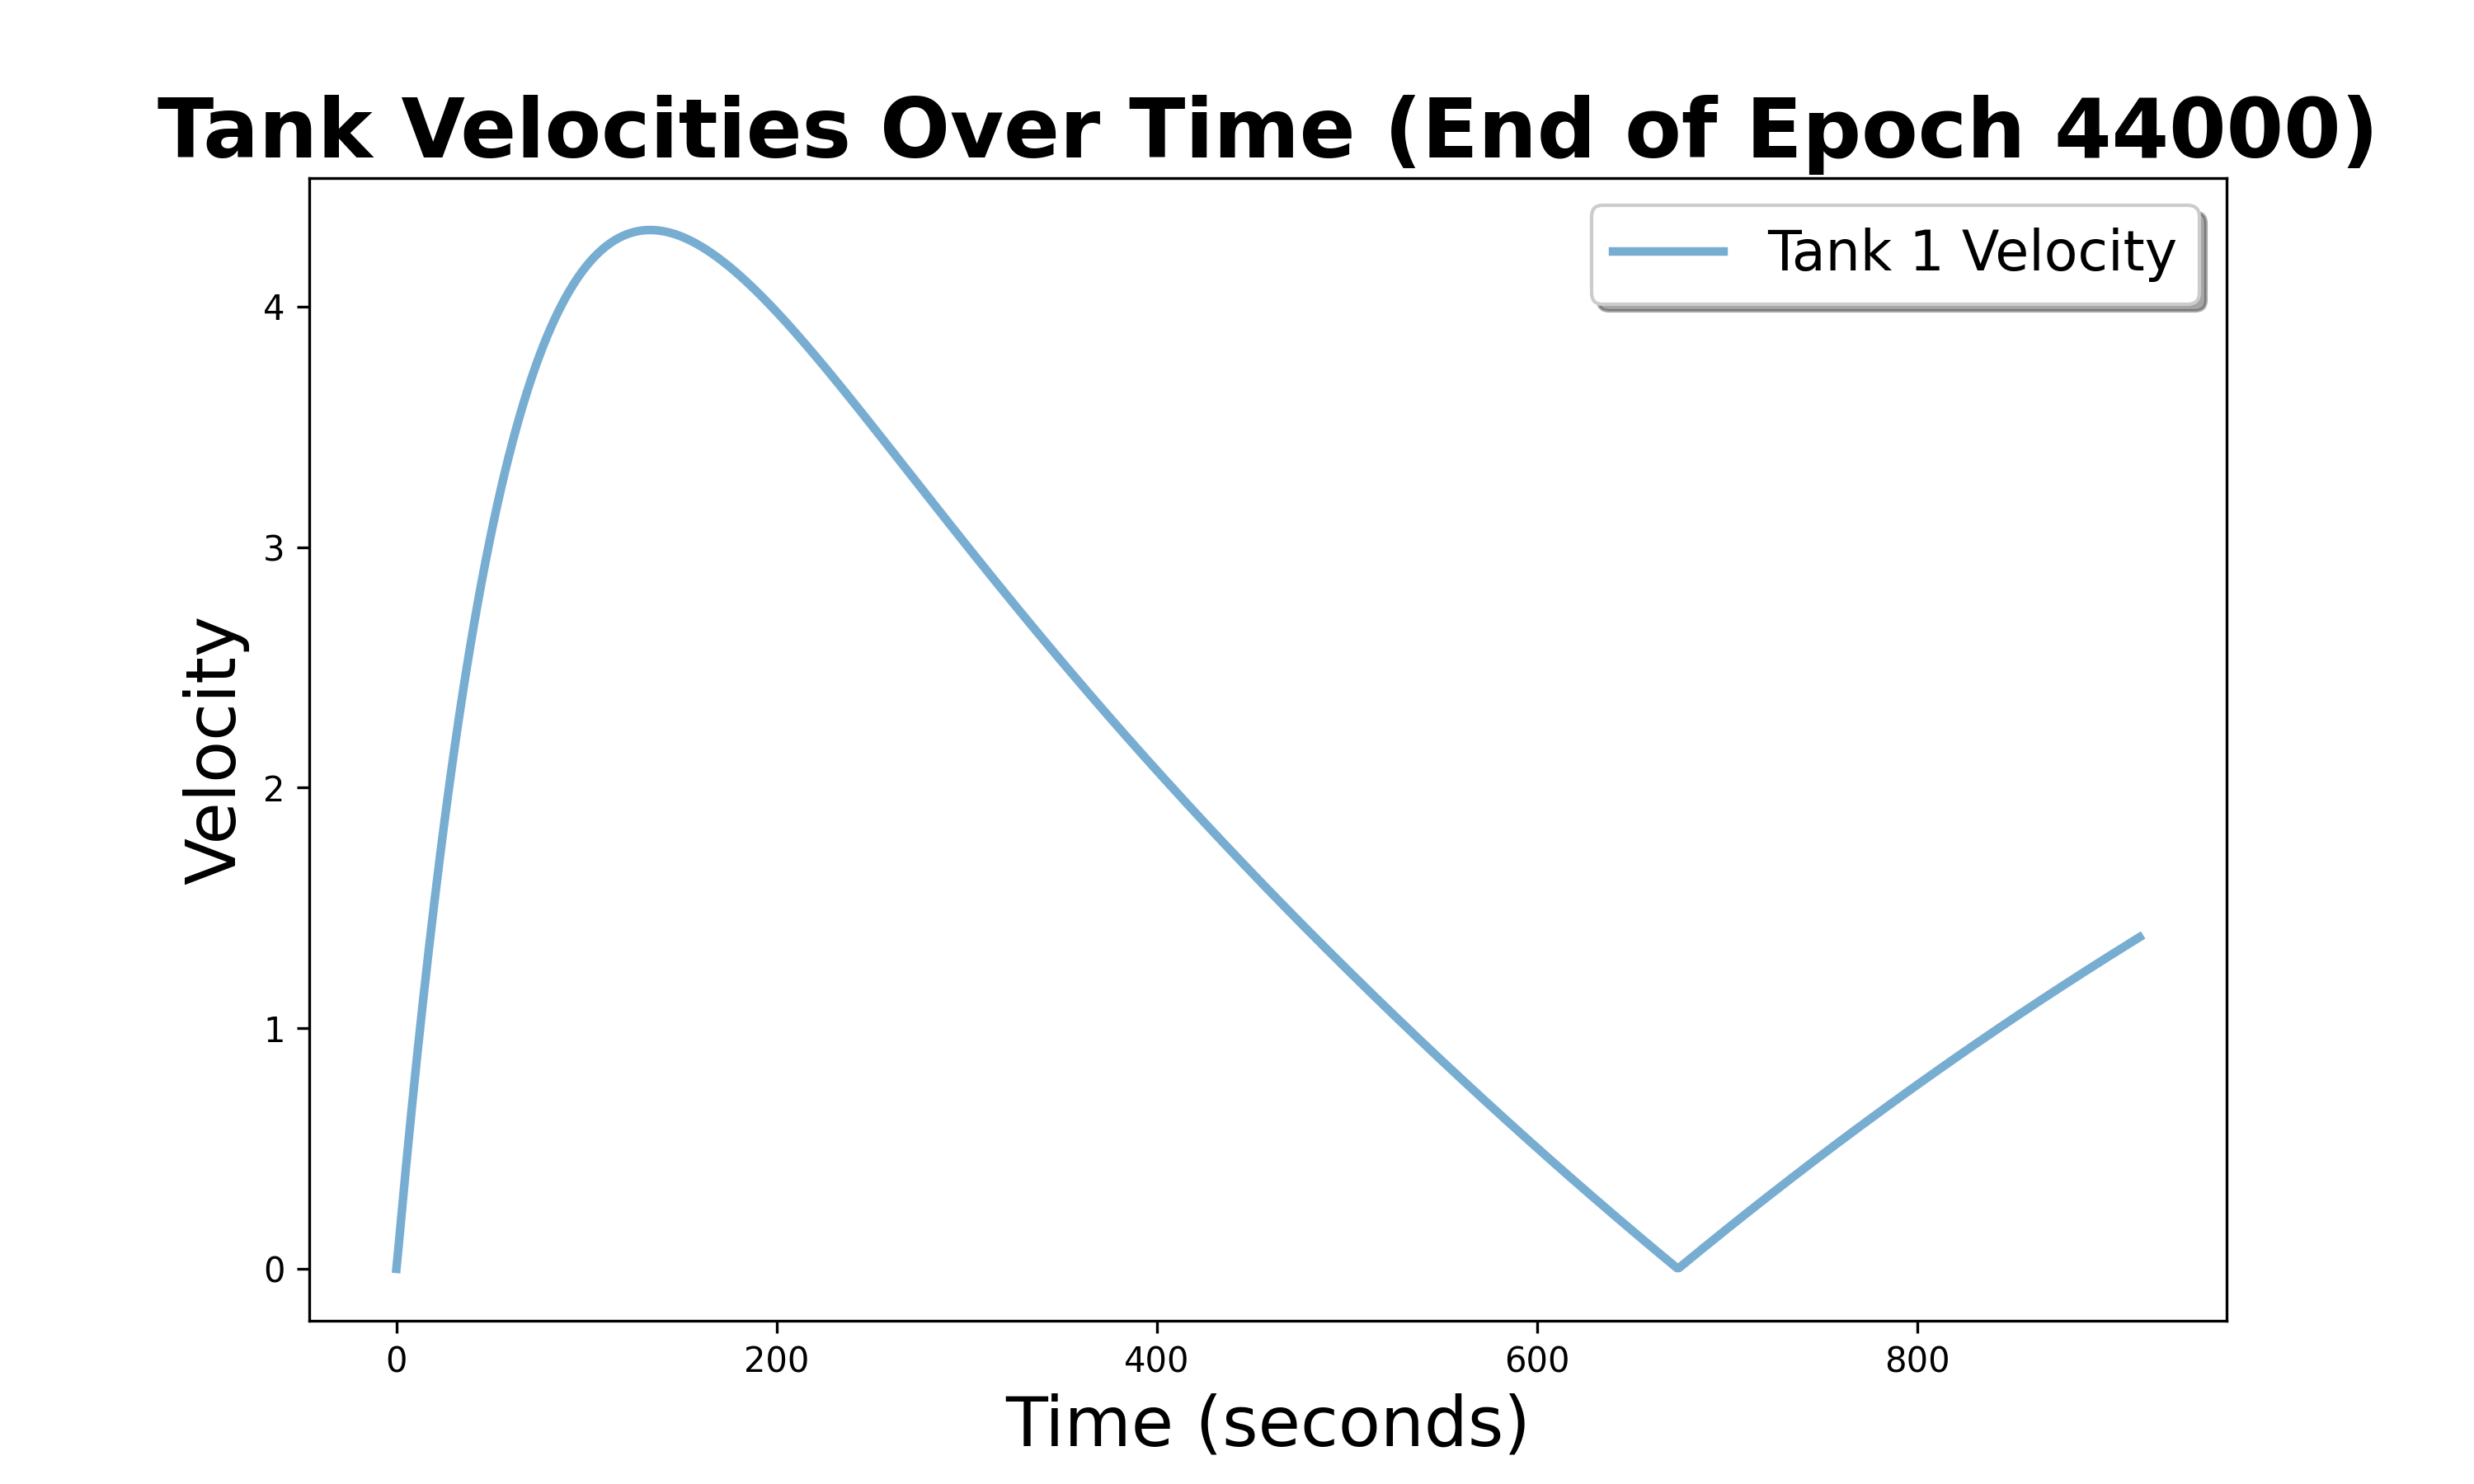 Tank Velocities Over Time (End of Epoch 44000)
Tank 1 Velocity
Velocity
4
3
2
1
0
0 200 400 600 800
Time (seconds)